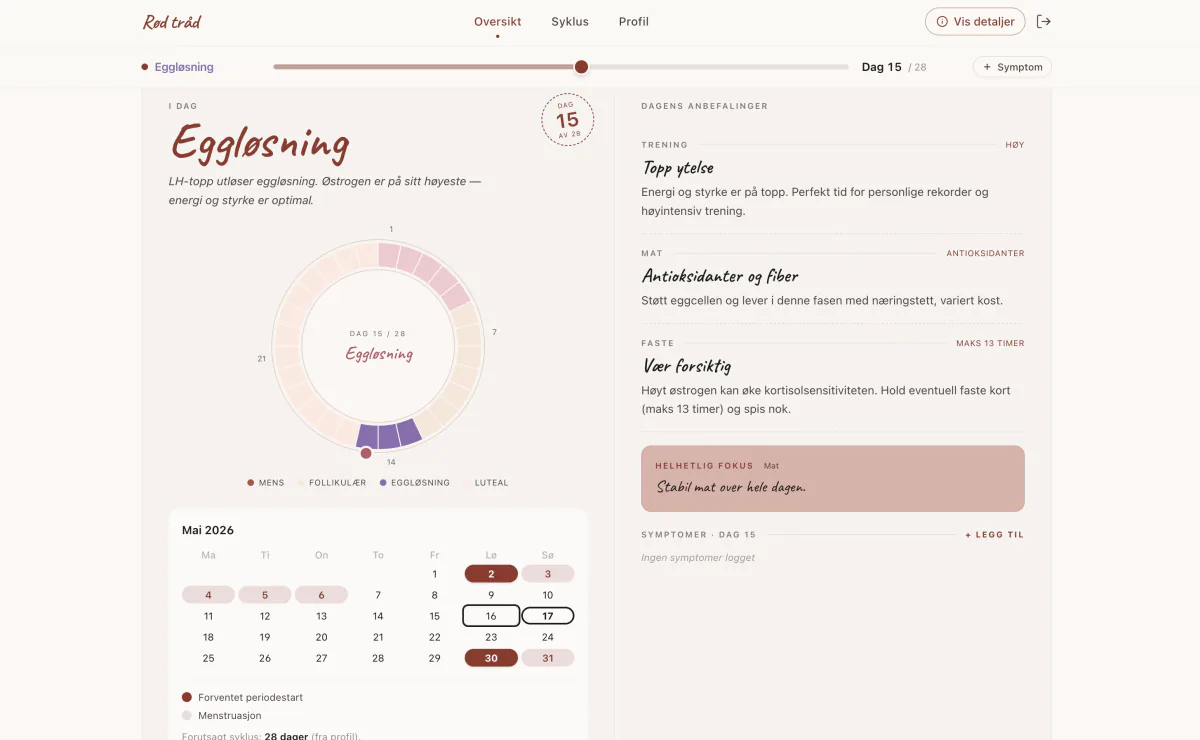 Rød tråd
Oversikt
Syklus
Profil
Vis detaljer
Eggløsning
Dag 15 / 28
+ Symptom
I DAG
Eggløsning
DAG
15
AV 28
LH-topp utløser eggløsning. Østrogen er på sitt høyeste —
energi og styrke er optimal.
1
7
14
21
DAG 15 / 28
Eggløsning
MENS
FOLLIKULÆR
EGGLØSNING
LUTEAL
Mai 2026
Ma Ti On To Fr Lø Sø
1 2 3
4 5 6 7 8 9 10
11 12 13 14 15 16 17
18 19 20 21 22 23 24
25 26 27 28 29 30 31
Forventet periodestart
Menstruasjon
Forutsagt syklus: 28 dager (fra profil).
DAGENS ANBEFALINGER
TRENING
HØY
Topp ytelse
Energi og styrke er på topp. Perfekt tid for personlige rekorder og
høyintensiv trening.
MAT
ANTIOKSIDANTER
Antioksidanter og fiber
Støtt eggcellen og lever i denne fasen med næringstett, variert kost.
FASTE
MAKS 13 TIMER
Vær forsiktig
Høyt østrogen kan øke kortisolsensitiviteten. Hold eventuell faste kort
(maks 13 timer) og spis nok.
HELHETLIG FOKUS Mat
Stabil mat over hele dagen.
SYMPTOMER · DAG 15
+ LEGG TIL
Ingen symptomer logget